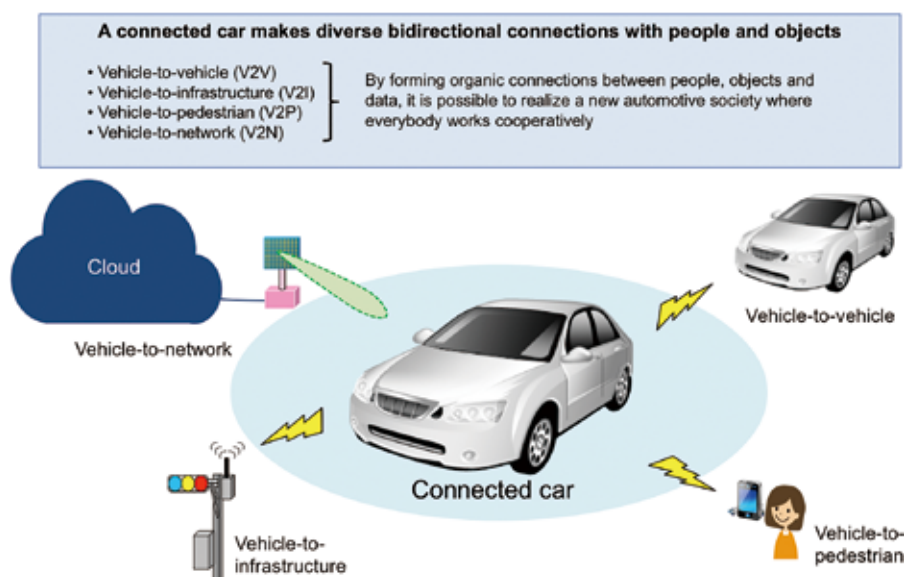 A connected car makes diverse bidirectional connections with people and objects
• Vehicle-to-vehicle (V2V)
• Vehicle-to-infrastructure (V2I)
• Vehicle-to-pedestrian (V2P)
• Vehicle-to-network (V2N)
By forming organic connections between people, objects and
data, it is possible to realize a new automotive society where
everybody works cooperatively
Cloud
Vehicle-to-network
Vehicle-to-vehicle
Connected car
Vehicle-to-
infrastructure
Vehicle-to-
pedestrian